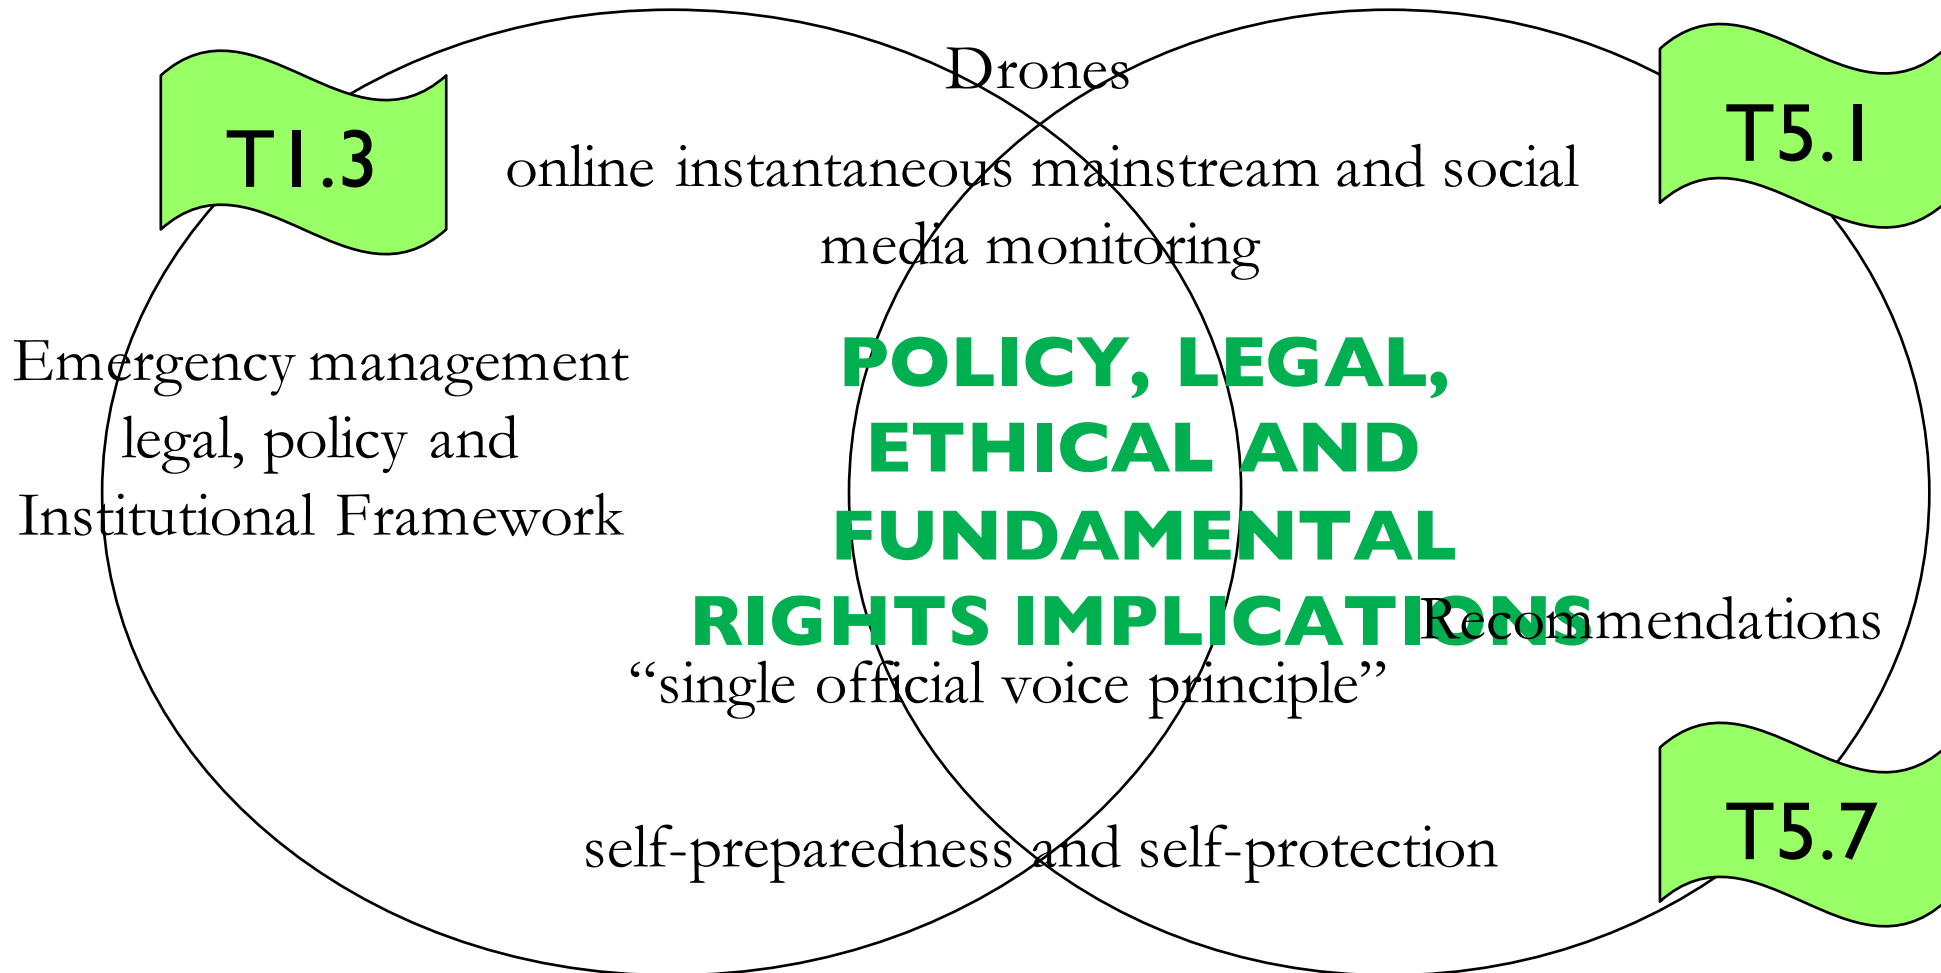 Drones
T1.3
T5.1
online instantaneous mainstream and social
media monitoring
Emergency management
legal, policy and
Institutional Framework
POLICY, LEGAL,
ETHICAL AND
FUNDAMENTAL
RIGHTS IMPLICATIONS
Recommendations
“single official voice principle”
self-preparedness and self-protection
T5.7